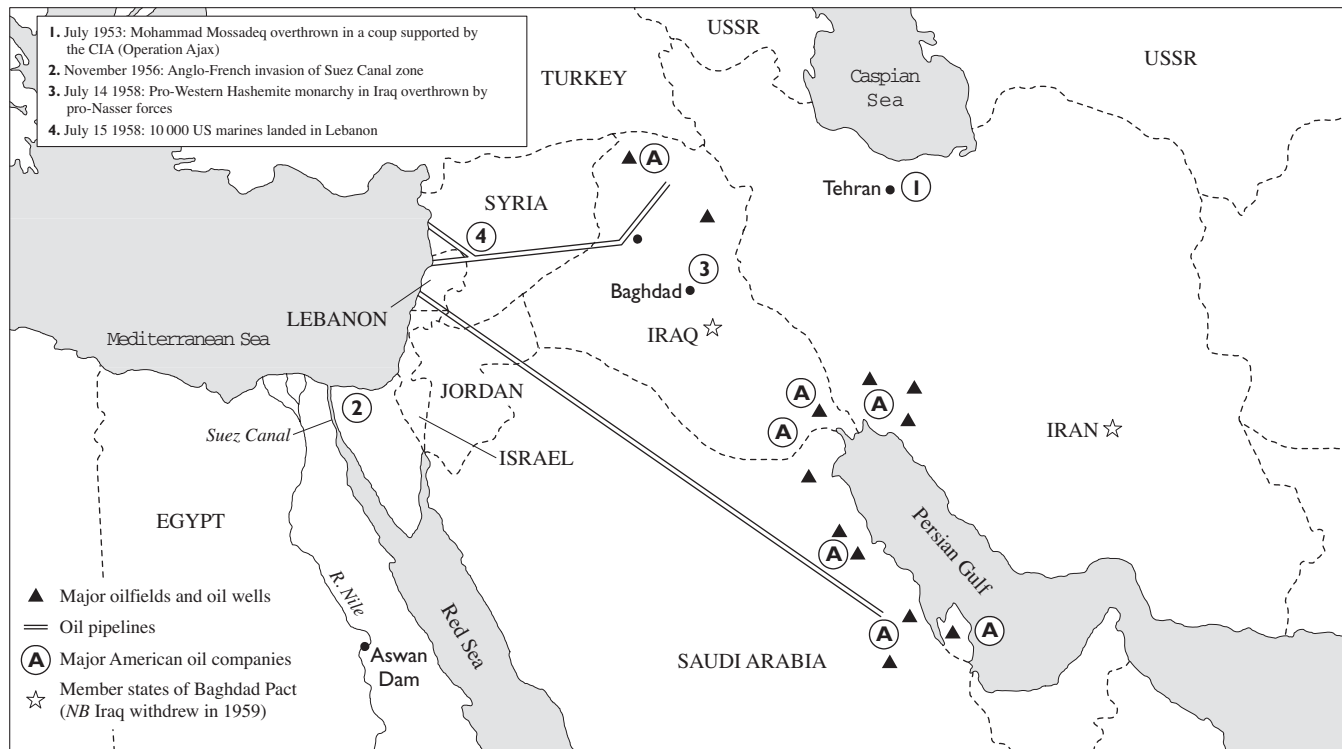 1. July 1953: Mohammad Mossadeq overthrown in a coup supported by
the CIA (Operation Ajax)
2. November 1956: Anglo-French invasion of Suez Canal zone
3. July 14 1958: Pro-Western Hashemite monarchy in Iraq overthrown by
pro-Nasser forces
4. July 15 1958: 10 000 US marines landed in Lebanon
USSR
USSR
TURKEY
Caspian
Sea
A
Tehran
1
SYRIA
4
3
Baghdad
LEBANON
IRAQ
Mediterranean Sea
JORDAN
A
A
2
A
Suez Canal
IRAN
ISRAEL
EGYPT
Persian Gulf
A
R. Nile
Red Sea
A
A
SAUDI ARABIA
Aswan
Dam
Major oilfields and oil wells
Oil pipelines
A Major American oil companies
Member states of Baghdad Pact
(NB Iraq withdrew in 1959)